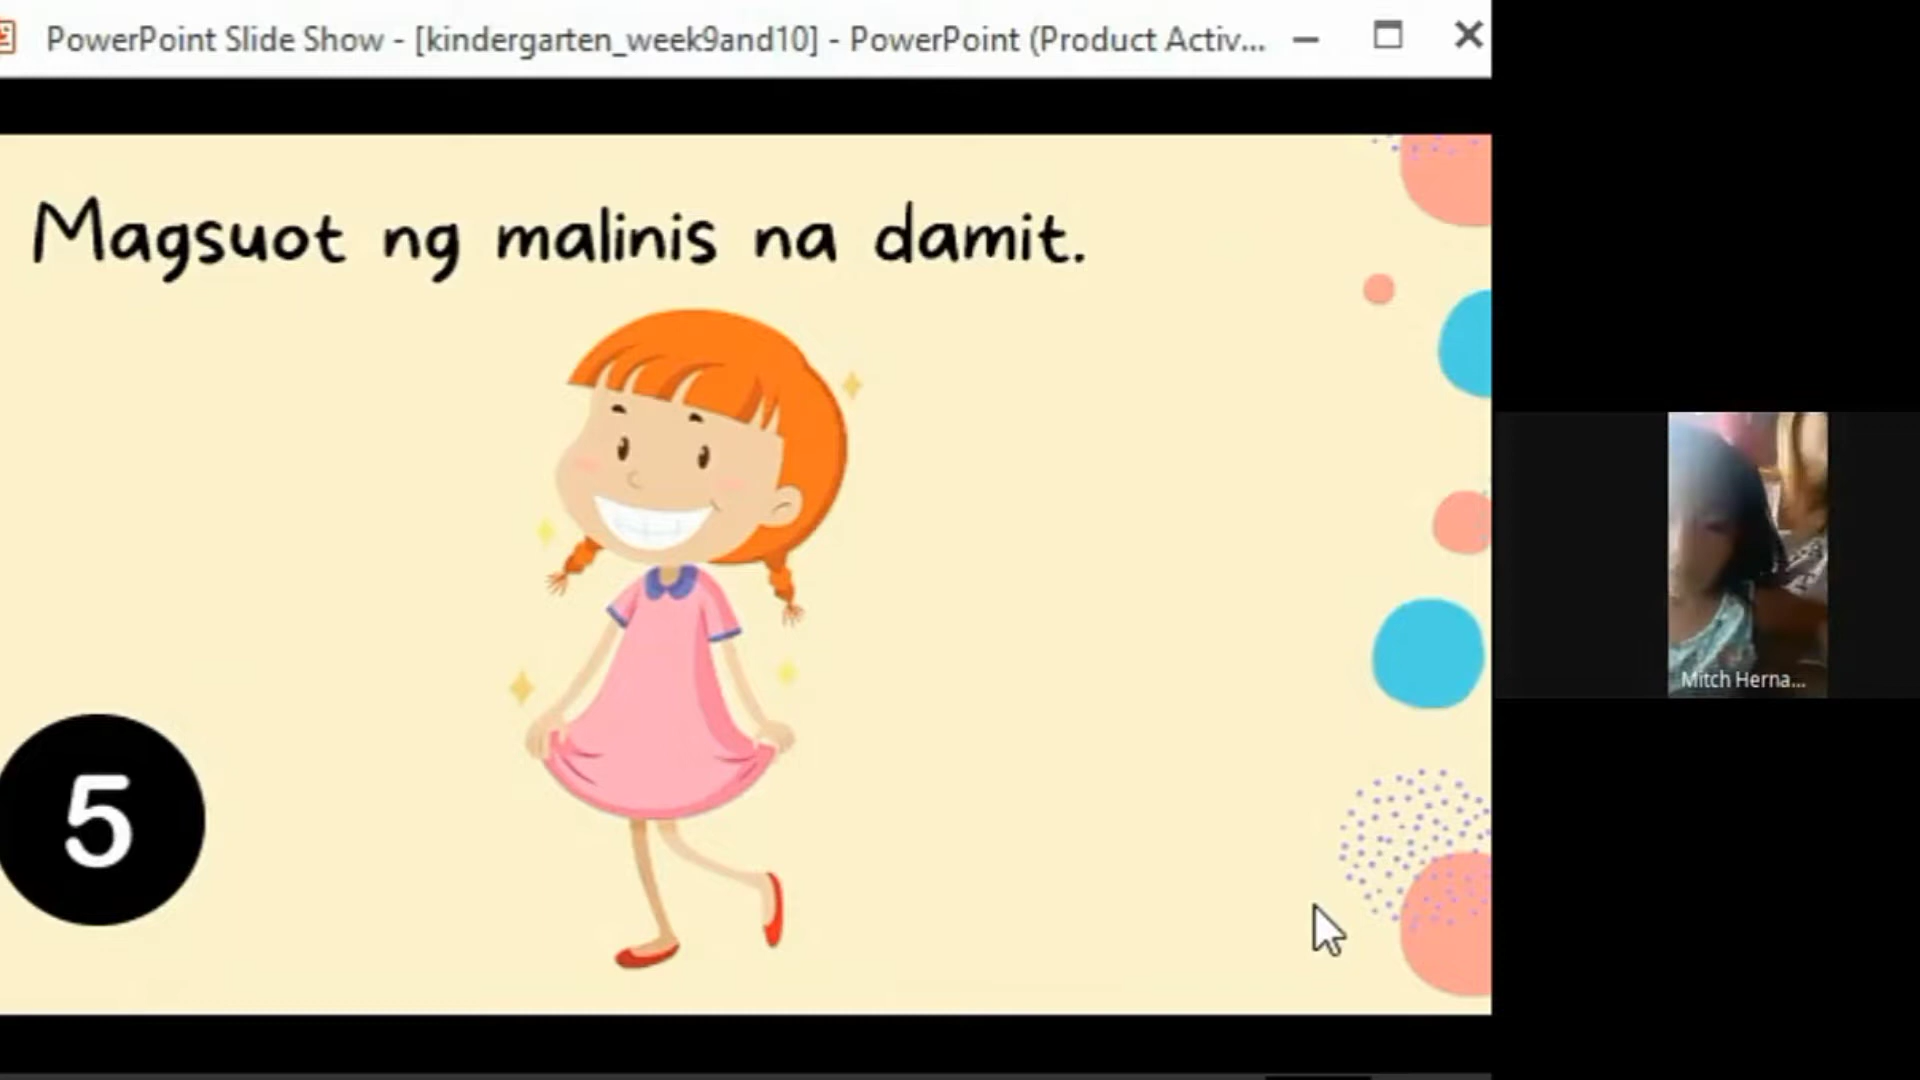 PowerPoint Slide Show - [kindergarten_week9and10] - PowerPoint (Product Activ...
Magsuot ng malinis na damit.
5
Mitch Herna...